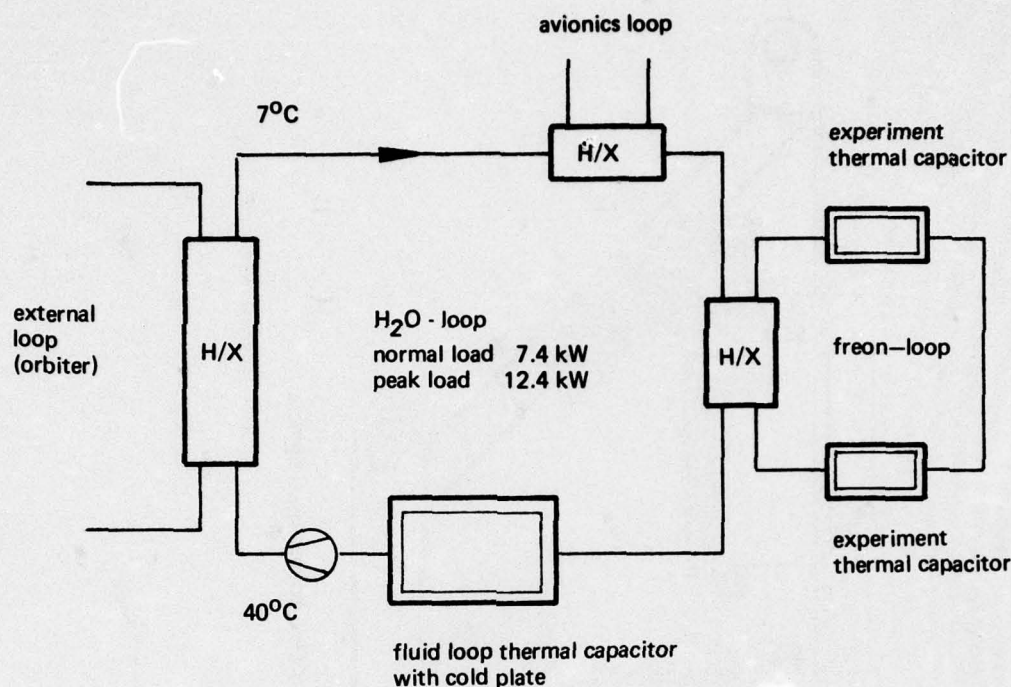 avionics loop
7°C
H/X
experiment
thermal capacitor
external
loop
(orbiter)
H/X
H₂O - loop
normal load 7.4 kW
peak load 12.4 kW
H/X
freon—loop
experiment
thermal capacitor
40°C
fluid loop thermal capacitor
with cold plate